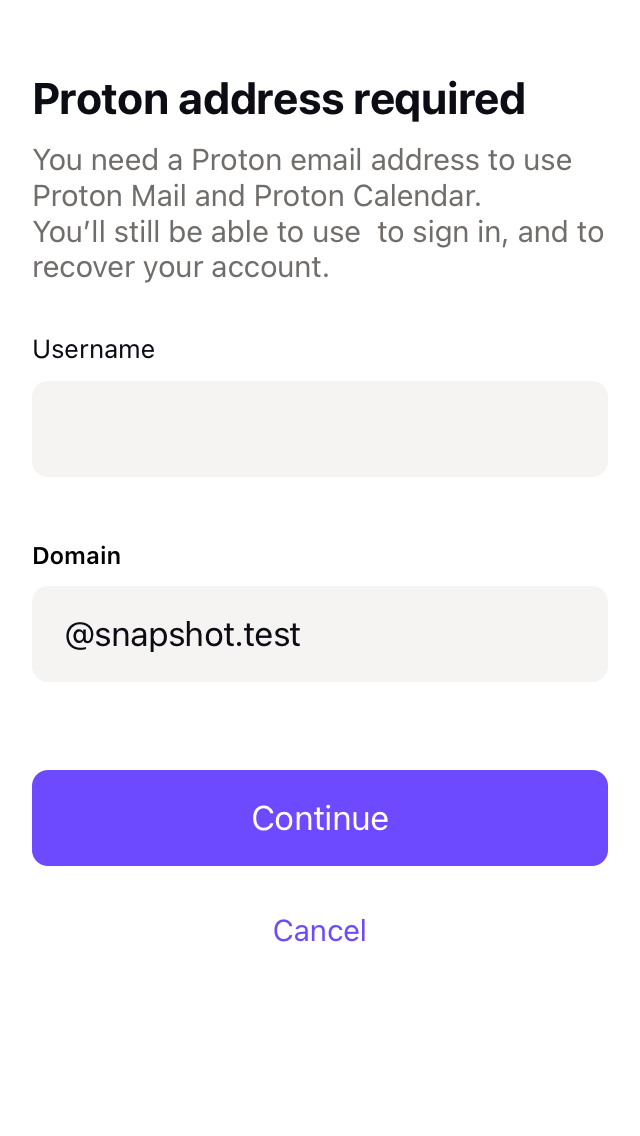 Proton address required
You need a Proton email address to use
Proton Mail and Proton Calendar.
You’ll still be able to use  to sign in, and to
recover your account.
Username
Domain
@snapshot.test
Continue
Cancel